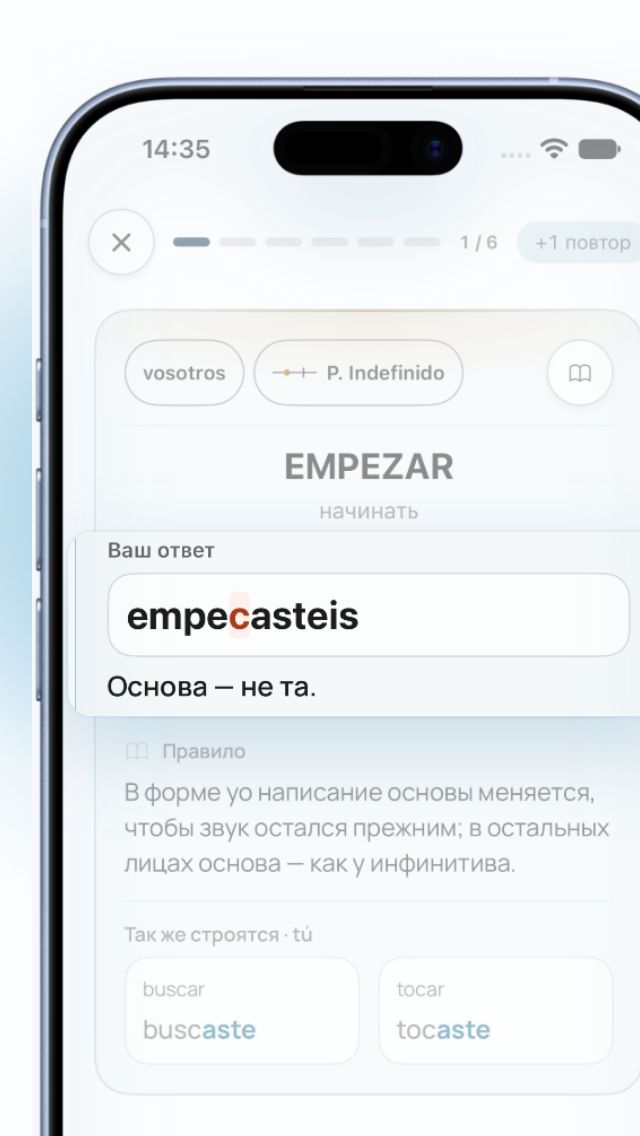 14:35
1 / 6
+1 повтор
vosotros
P. Indefinido
EMPEZAR
начинать
Ваш ответ
empecasteis
Основа — не та.
Правило
В форме yo написание основы меняется,
чтобы звук остался прежним; в остальных
лицах основа — как у инфинитива.
Так же строятся · tú
buscar
tocar
buscaste
tocaste